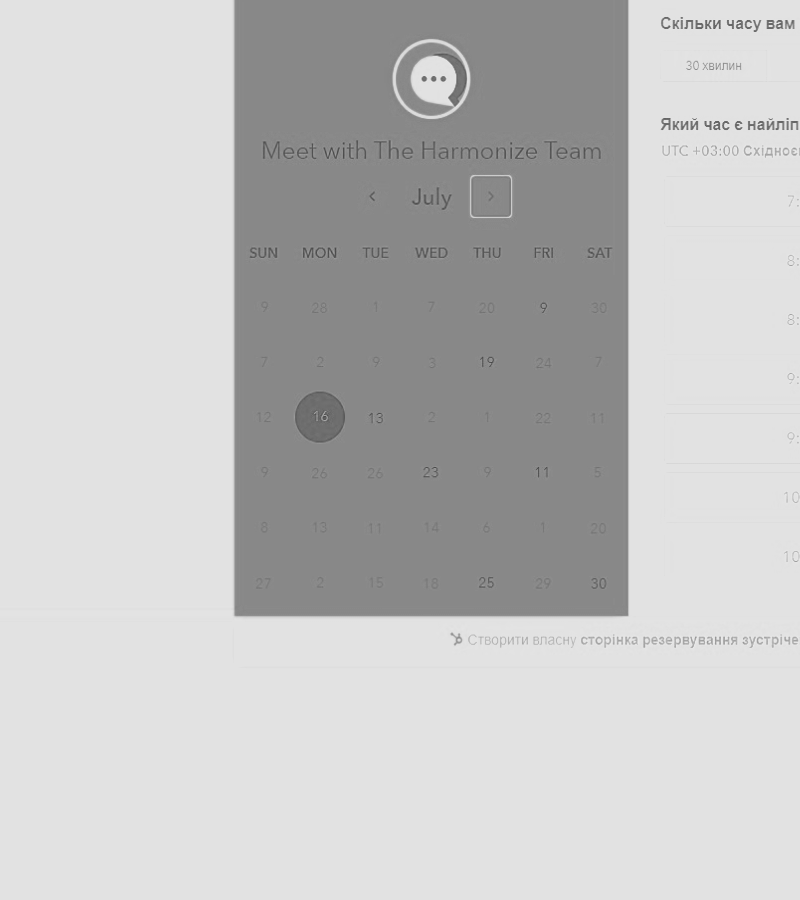 Meet with The Harmonize Team
July
SUN MON TUE WED THU FRI SAT
9 28 1 7 20 9 30
7 2 9 3 19 24 7
12 16 13 2 1 22 11
9 26 26 23 9 11 5
8 13 11 14 6 1 20
27 2 15 18 25 29 30
Скільки часу вам
30 хвилин
Який час є найліп
UTC +03:00 Східноє
7:
8:
8:
9:
9:
10
10
Створити власну сторінка резервування зустріче